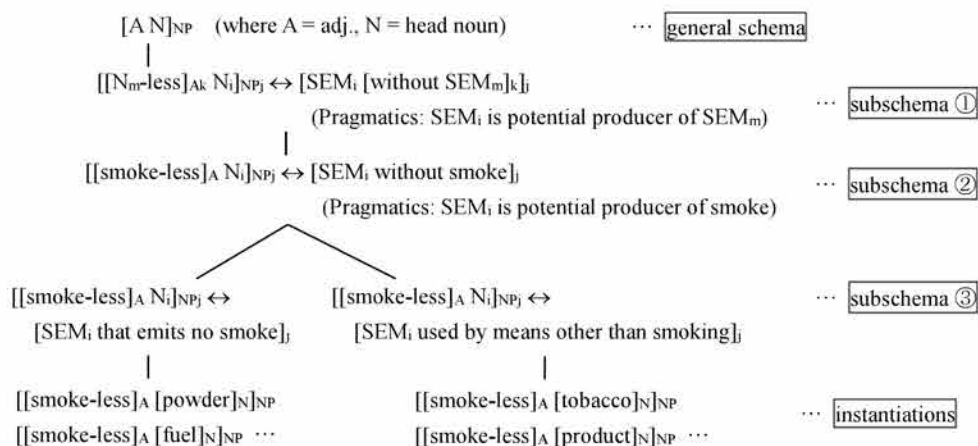 [A N]NP (where A = adj., N = head noun) ··· general schema
[[Nm-less]Ak Ni]NPj ↔ [SEMi [without SEMm]k]j
(Pragmatics: SEMi is potential producer of SEMm) ··· subschema ①
[[smoke-less]A Ni]NPj ↔ [SEMi without smoke]j ··· subschema ②
(Pragmatics: SEMi is potential producer of smoke)
[[smoke-less]A Ni]NPj ↔ [[smoke-less]A Ni]NPj ↔ ··· subschema ③
[SEMi that emits no smoke]j [SEMi used by means other than smoking]j
[[smoke-less]A [powder]N]NP [[smoke-less]A [tobacco]N]NP
[[smoke-less]A [fuel]N]NP ··· [[smoke-less]A [product]N]NP ··· ··· instantiations